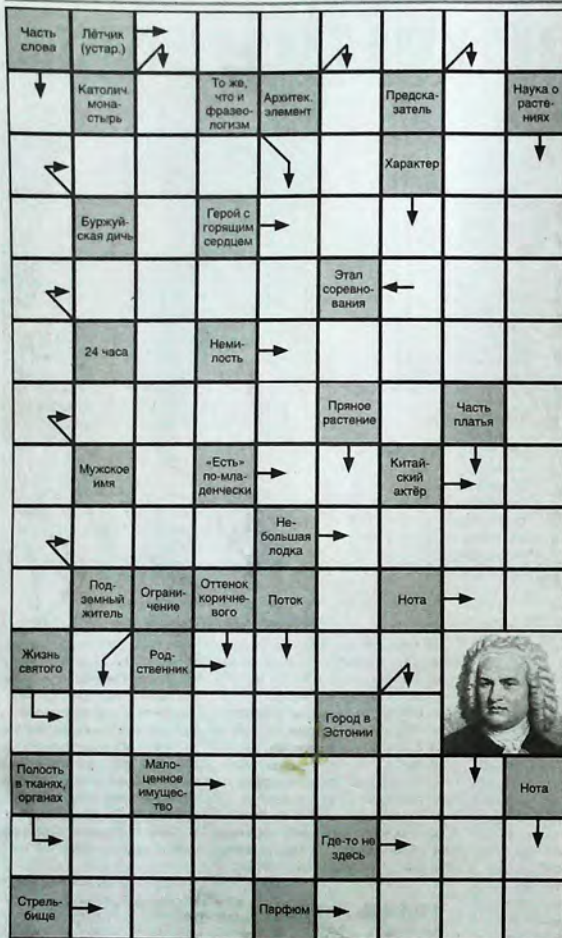 Часть
слова
Лётчик
(устар.)
Католич.
мона-
стырь
То же,
что и
фразео-
логизм
Архитек.
элемент
Предска-
затель
Наука о
расте-
ниях
Характер
Буржуй-
ская дичь
Герой с
горящим
сердцем
Этап
соревно-
вания
24 часа
Неми-
лость
Пряное
растение
Часть
платья
Мужское
имя
«Есть»
по-мла-
денчески
Китай-
ский
актёр
Не-
большая
лодка
Под-
земный
житель
Ограни-
чение
Оттенок
коричне-
вого
Поток
Нота
Жизнь
святого
Род-
ственник
Город в
Эстонии
Полость
в тканях,
органах
Мало-
ценное
имущес-
тво
Нота
Где-то не
здесь
Стрель-
бище
Парфюм